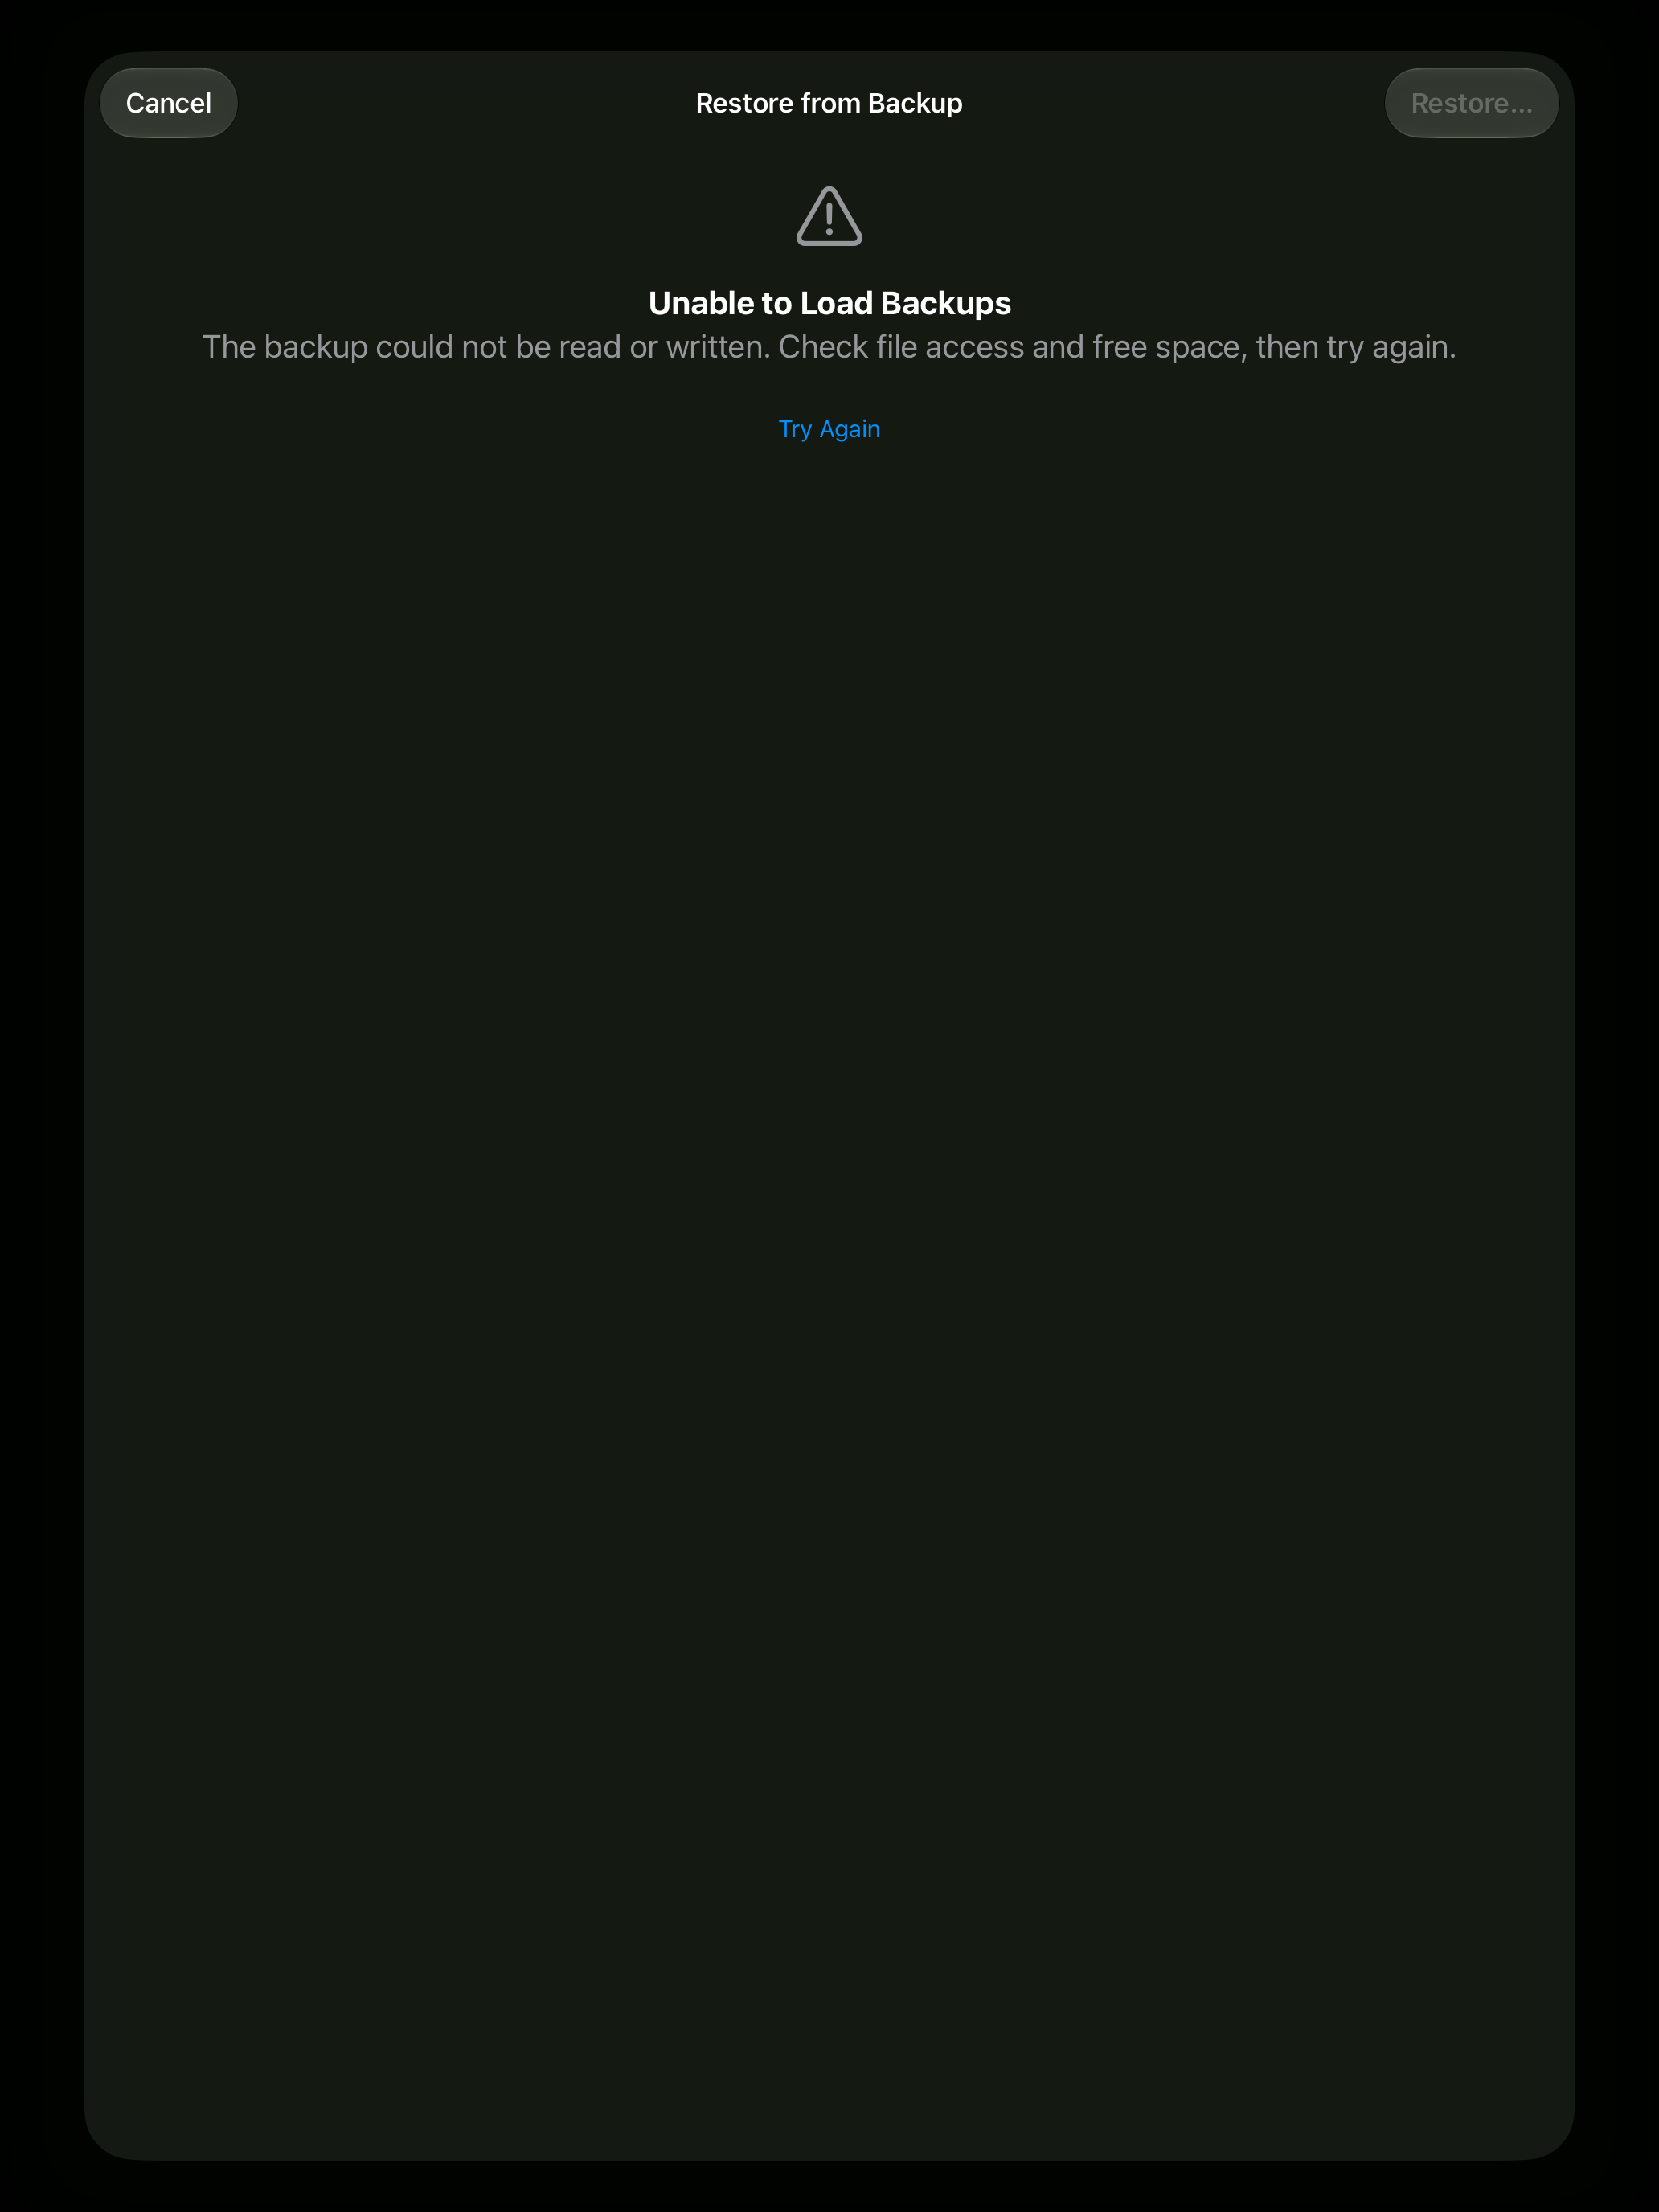 Cancel
Restore from Backup
Restore...
Unable to Load Backups
The backup could not be read or written. Check file access and free space, then try again.
Try Again